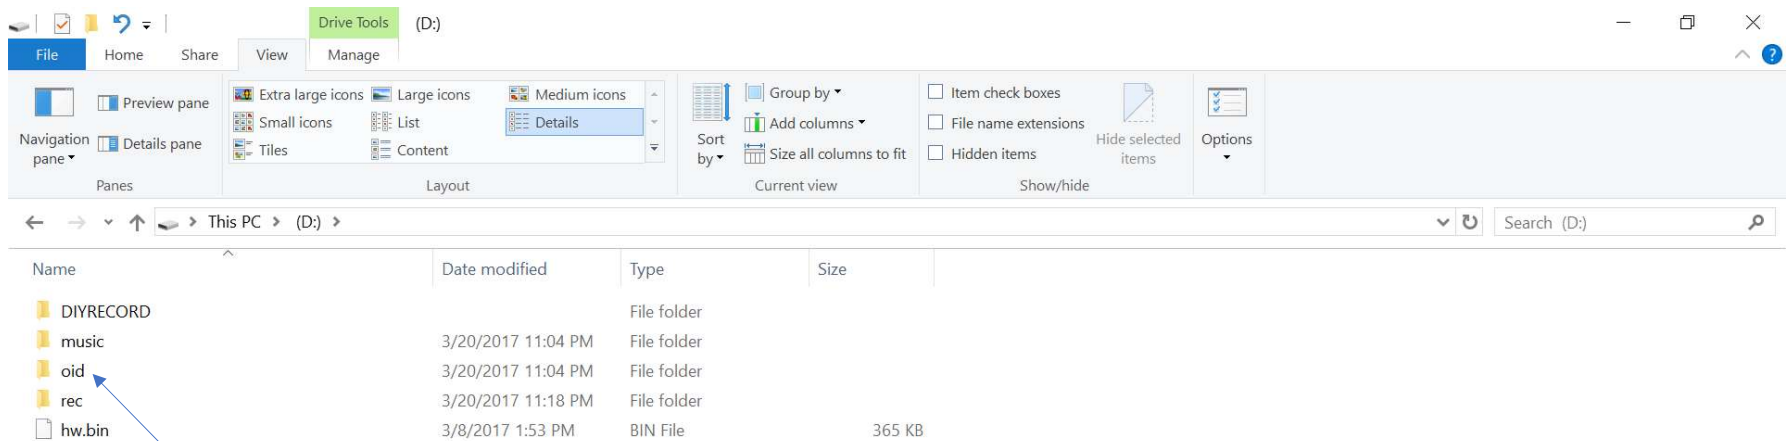 Drive Tools (D:)
File Home Share View Manage
Navigation pane
Preview pane
Details pane
Panes
Extra large icons Large icons Medium icons
Small icons List Details
Tiles Content
Layout
Sort by
Group by
Add columns
Size all columns to fit
Current view
Item check boxes
File name extensions
Hidden items
Hide selected items
Show/hide
Options
This PC > (D:) >
Search (D:)
Name Date modified Type Size
DIYRECORD File folder
music 3/20/2017 11:04 PM File folder
oid 3/20/2017 11:04 PM File folder
rec 3/20/2017 11:18 PM File folder
hw.bin 3/8/2017 1:53 PM BIN File 365 KB